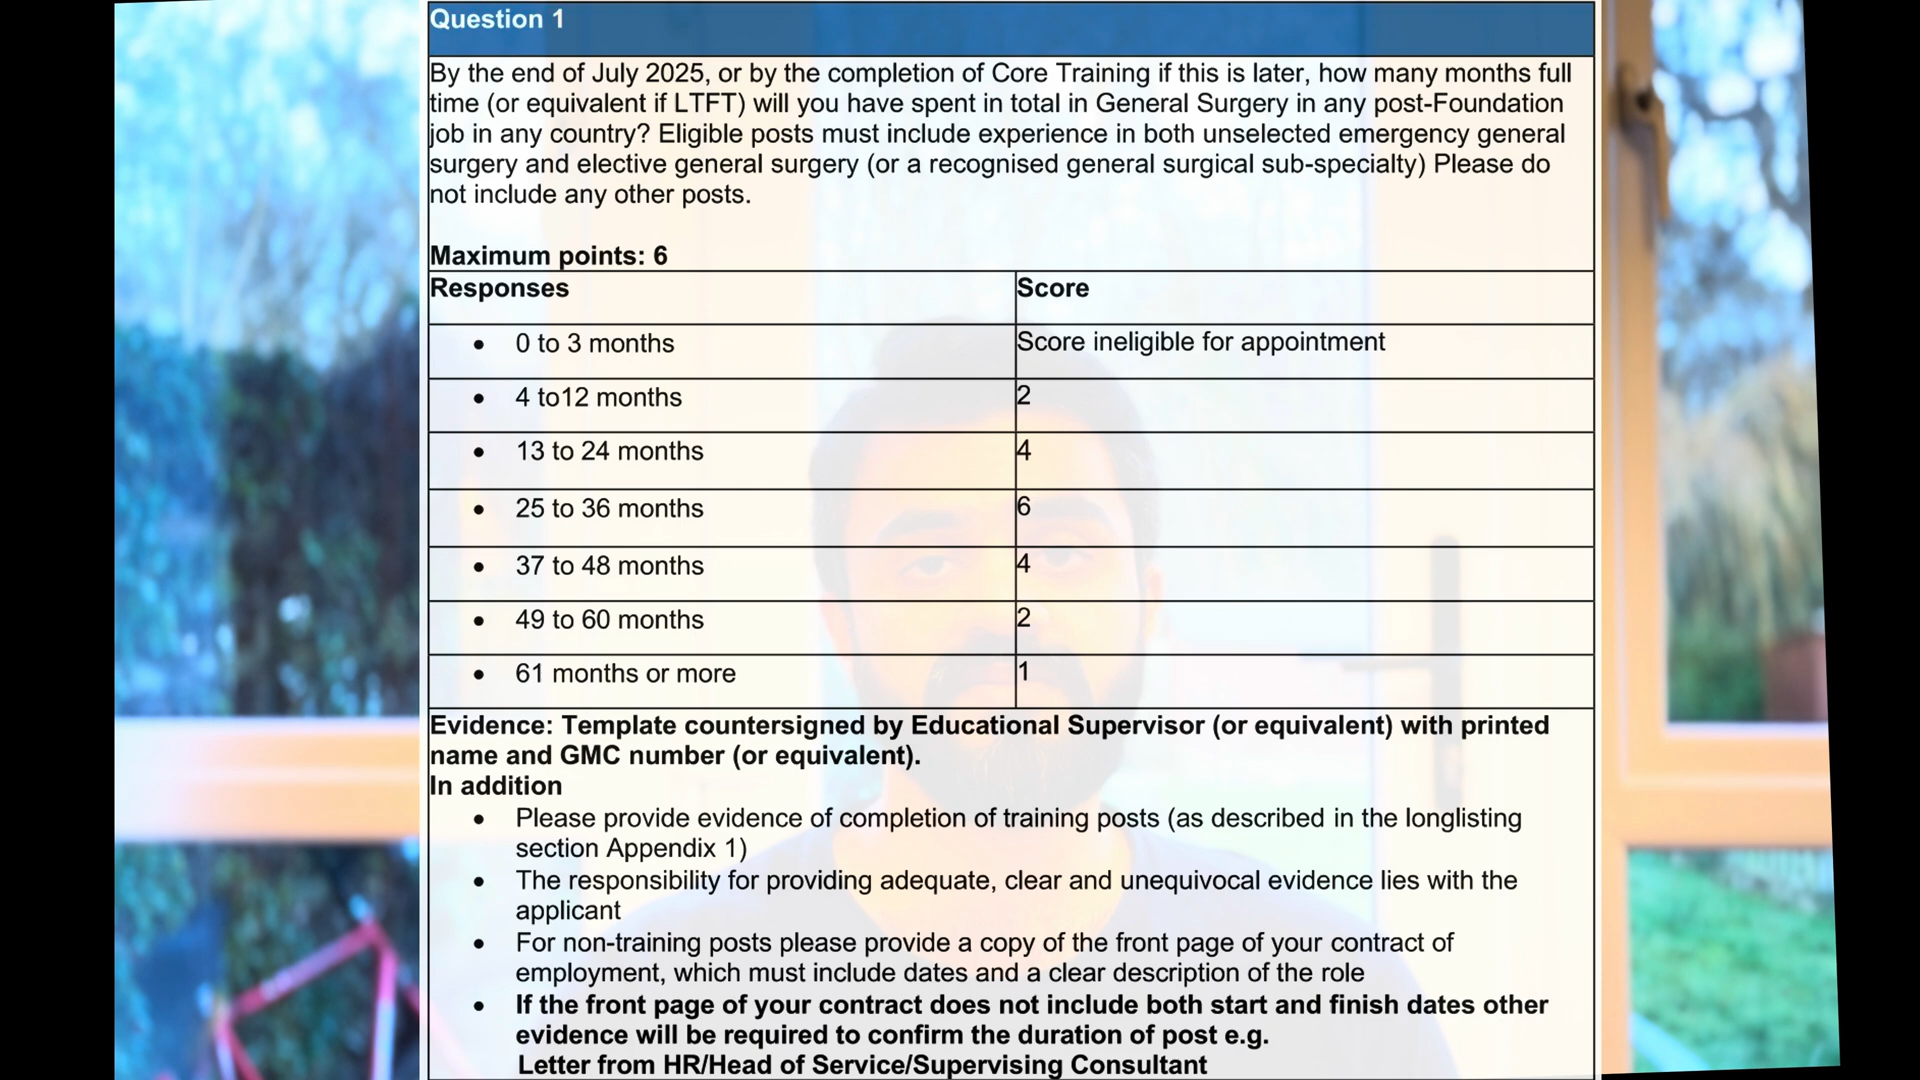 Question 1
By the end of July 2025, or by the completion of Core Training if this is later, how many months full
time (or equivalent if LTFT) will you have spent in total in General Surgery in any post-Foundation
job in any country? Eligible posts must include experience in both unselected emergency general
surgery and elective general surgery (or a recognised general surgical sub-specialty) Please do
not include any other posts.
Maximum points: 6
Responses Score
• 0 to 3 months Score ineligible for appointment
• 4 to12 months 2
• 13 to 24 months 4
• 25 to 36 months 6
• 37 to 48 months 4
• 49 to 60 months 2
• 61 months or more 1
Evidence: Template countersigned by Educational Supervisor (or equivalent) with printed
name and GMC number (or equivalent).
In addition
• Please provide evidence of completion of training posts (as described in the longlisting
section Appendix 1)
• The responsibility for providing adequate, clear and unequivocal evidence lies with the
applicant
• For non-training posts please provide a copy of the front page of your contract of
employment, which must include dates and a clear description of the role
• If the front page of your contract does not include both start and finish dates other
evidence will be required to confirm the duration of post e.g.
Letter from HR/Head of Service/Supervising Consultant